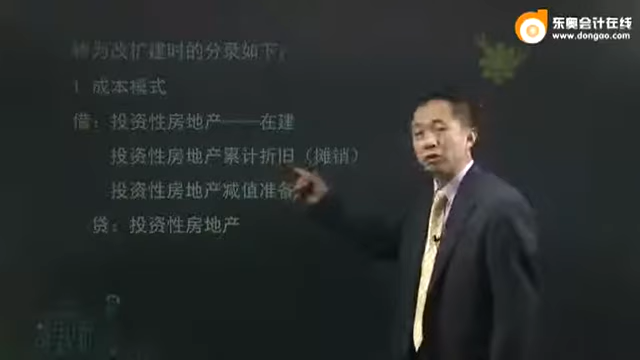 东奥会计在线
www.dongao.com
转为改扩建时的分录如下：
1 成本模式
借：投资性房地产——在建
投资性房地产累计折旧（摊销）
投资性房地产减值准备
贷：投资性房地产